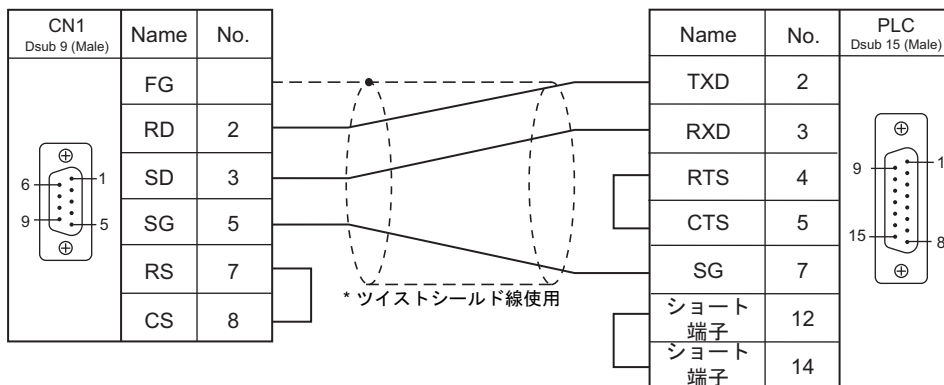 CN1
Dsub 9 (Male)
Name
No.
FG
RD
2
SD
3
SG
5
RS
7
CS
8
6
1
9
5
* ツイストシールド線使用
Name
No.
PLC
Dsub 15 (Male)
TXD
2
RXD
3
RTS
4
CTS
5
SG
7
ショート
端子
12
ショート
端子
14
9
1
15
8